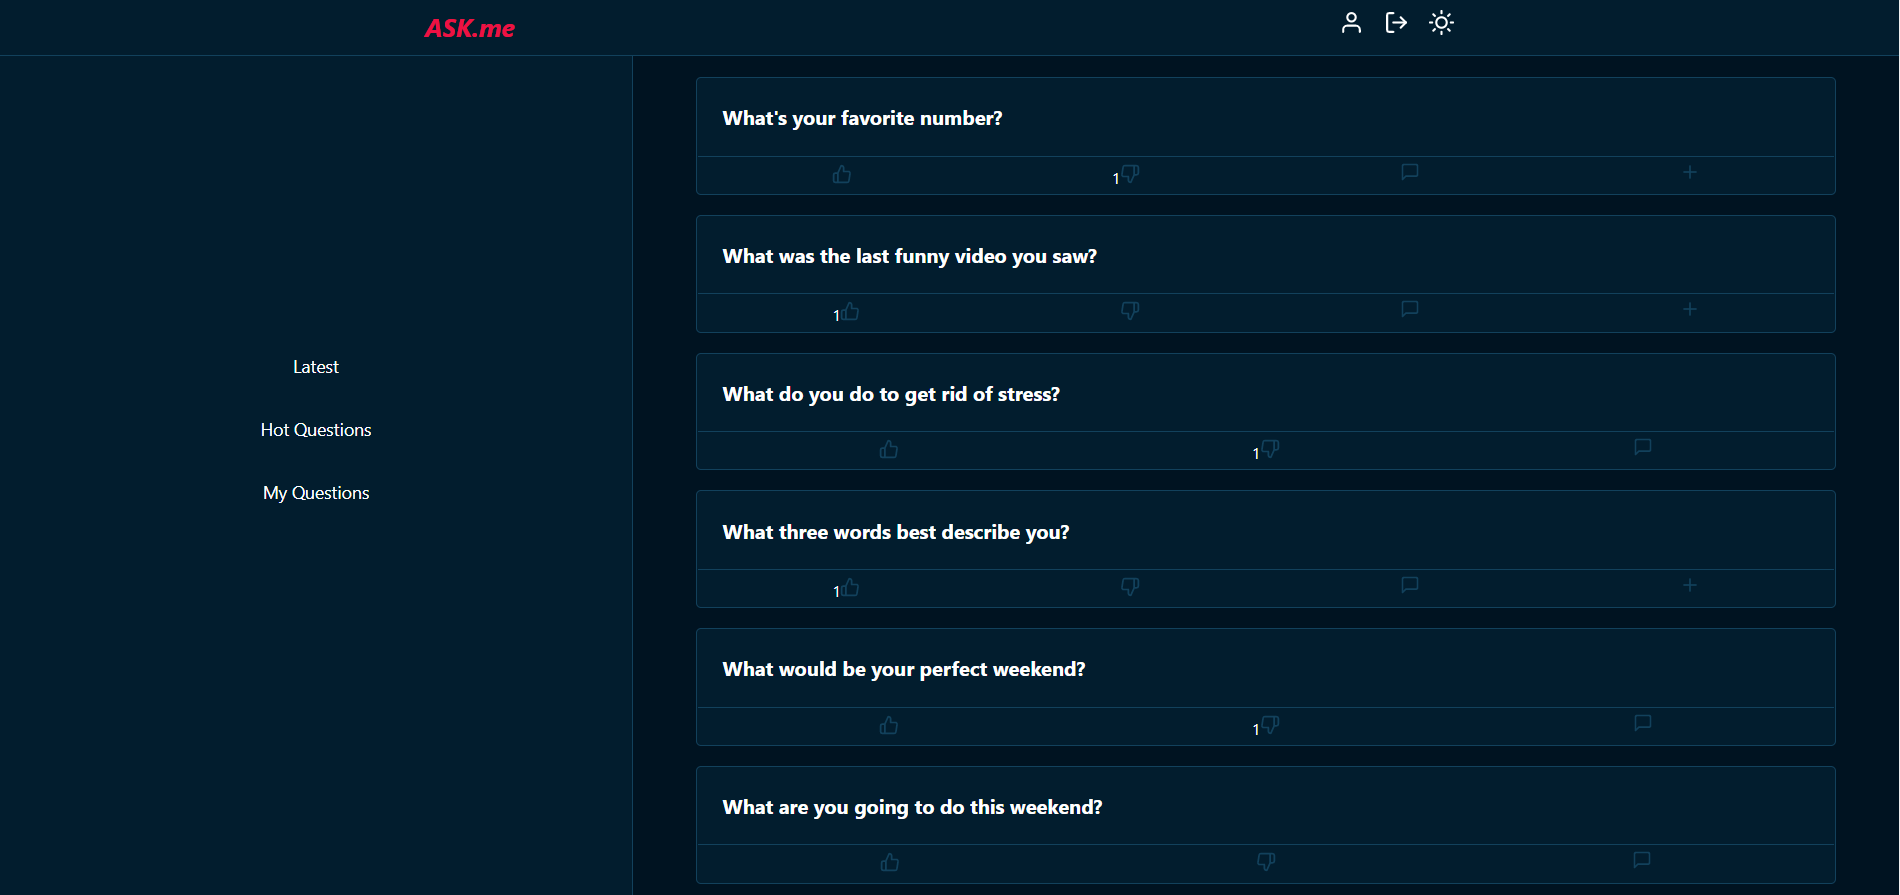 ASK.me
Latest
Hot Questions
My Questions
What's your favorite number?
1
What was the last funny video you saw?
1
What do you do to get rid of stress?
1
What three words best describe you?
1
What would be your perfect weekend?
1
What are you going to do this weekend?